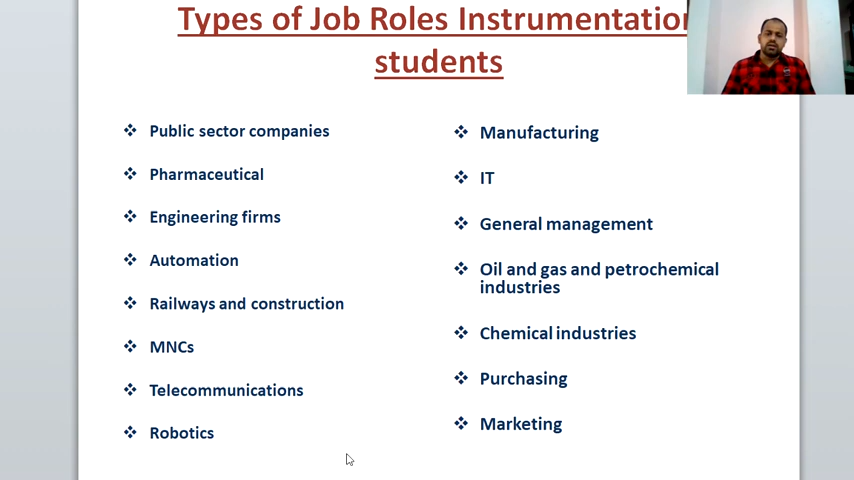 Types of Job Roles Instrumentation
students
Public sector companies
Pharmaceutical
Engineering firms
Automation
Railways and construction
MNCs
Telecommunications
Robotics
Manufacturing
IT
General management
Oil and gas and petrochemical
industries
Chemical industries
Purchasing
Marketing